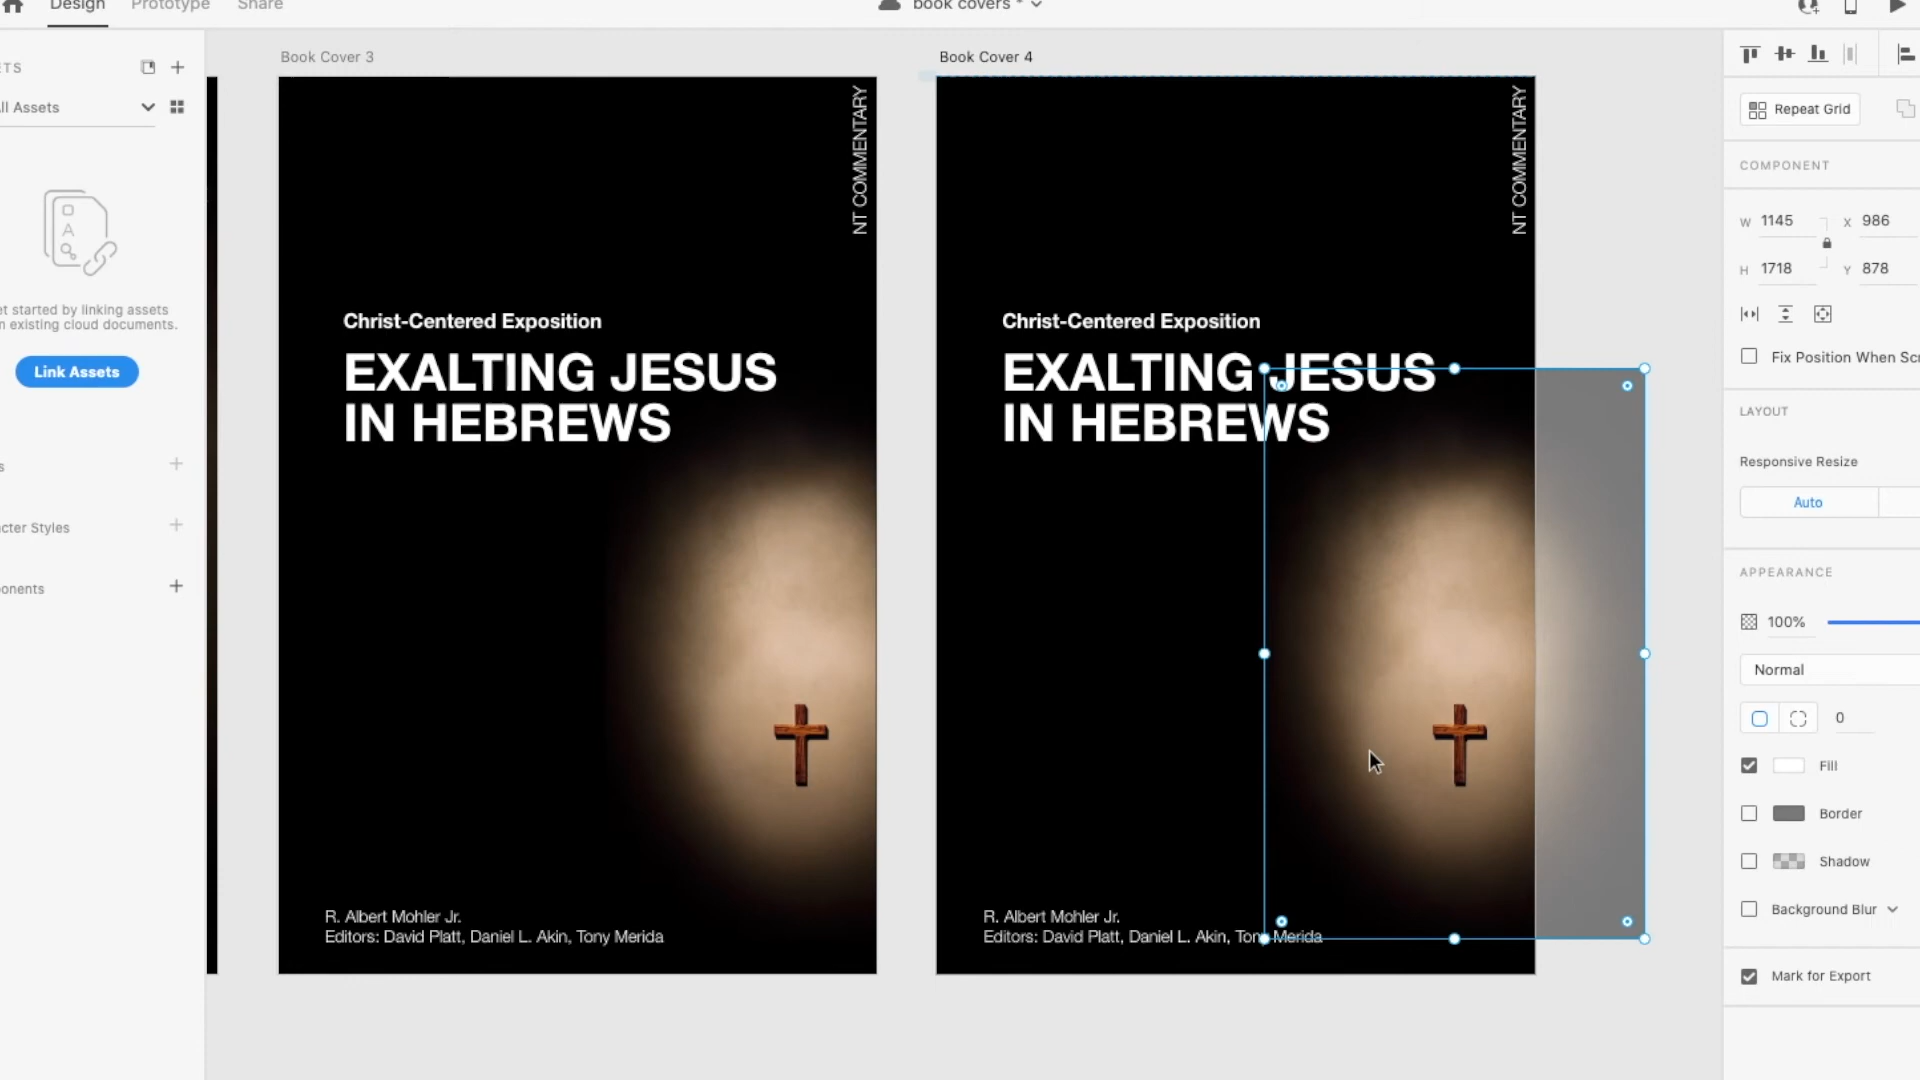 Design
Prototype
Share
book covers *
ETS
ll Assets
et started by linking assets
n existing cloud documents.
Link Assets
s
cter Styles
onents
Book Cover 3
NT COMMENTARY
Christ-Centered Exposition
EXALTING JESUS
IN HEBREWS
R. Albert Mohler Jr.
Editors: David Platt, Daniel L. Akin, Tony Merida
Book Cover 4
NT COMMENTARY
Christ-Centered Exposition
EXALTING JESUS
IN HEBREWS
R. Albert Mohler Jr.
Editors: David Platt, Daniel L. Akin, Tony Merida
Repeat Grid
COMPONENT
W 1145 X 986
H 1718 Y 878
Fix Position When Scr
LAYOUT
Responsive Resize
Auto
APPEARANCE
100%
Normal
0
Fill
Border
Shadow
Background Blur
Mark for Export